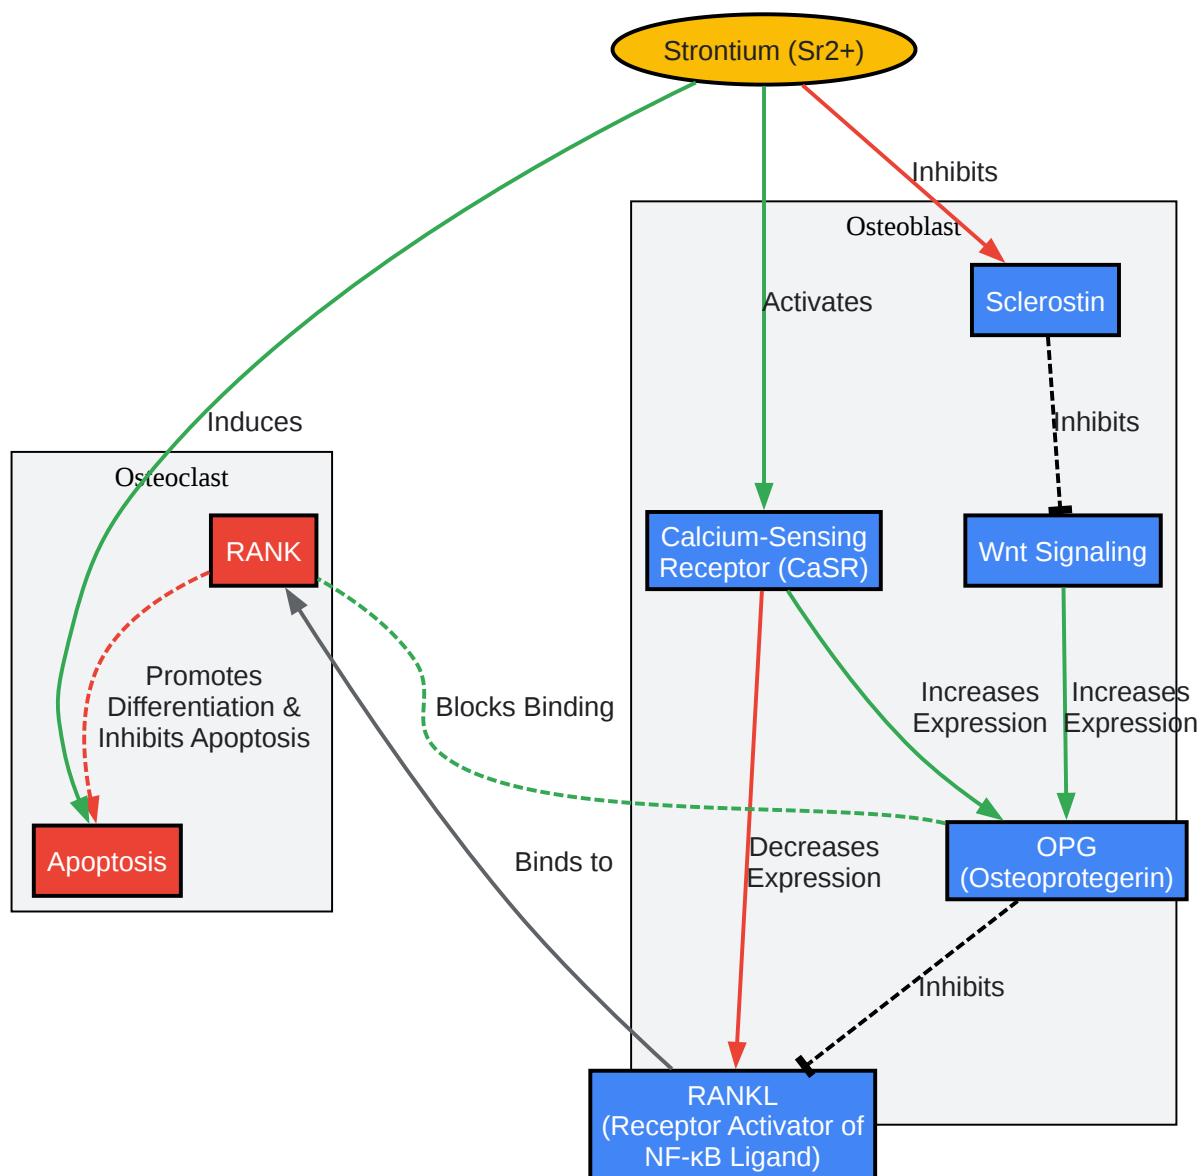 Strontium (Sr2+)
Inhibits
Osteoblast
Sclerostin
Activates
Inhibits
Induces
Osteoclast
RANK
Calcium-Sensing
Receptor (CaSR)
Wnt Signaling
Promotes
Differentiation &
Inhibits Apoptosis
Blocks Binding
Increases
Expression
Increases
Expression
Apoptosis
Binds to
Decreases
Expression
OPG
(Osteoprotegerin)
Inhibits
RANKL
(Receptor Activator of
NF-κB Ligand)